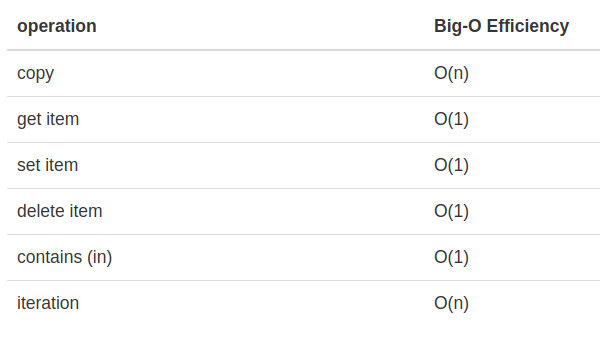 operation Big-O Efficiency
copy O(n)
get item O(1)
set item O(1)
delete item O(1)
contains (in) O(1)
iteration O(n)